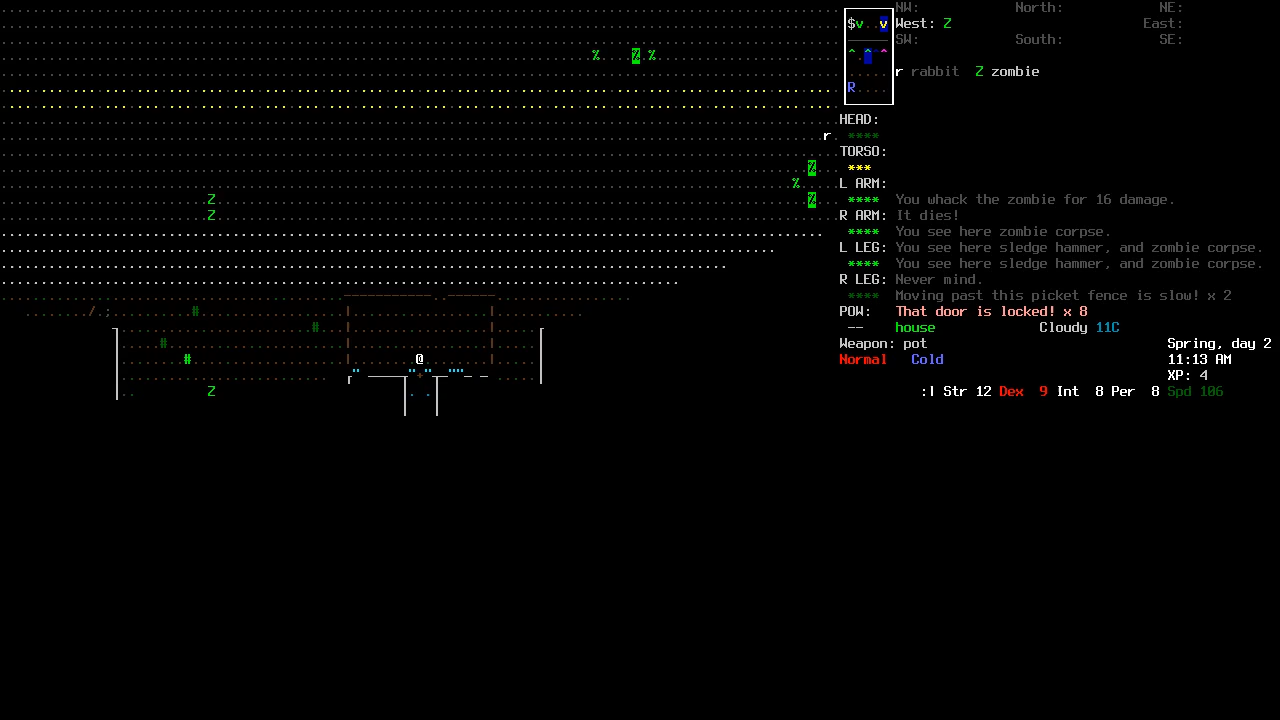 NW: North: NE:
West: Z East:
SW: South: SE:
r rabbit Z zombie
HEAD:
****
TORSO:
***
L ARM:
**** You whack the zombie for 16 damage.
R ARM: It dies!
**** You see here zombie corpse.
L LEG: You see here sledge hammer, and zombie corpse.
**** You see here sledge hammer, and zombie corpse.
R LEG: Never mind.
**** Moving past this picket fence is slow! x 2
POW: That door is locked! x 8
-- house Cloudy 11C
Weapon: pot Spring, day 2
Normal Cold 11:13 AM
XP: 4
:| Str 12 Dex 9 Int 8 Per 8 Spd 106